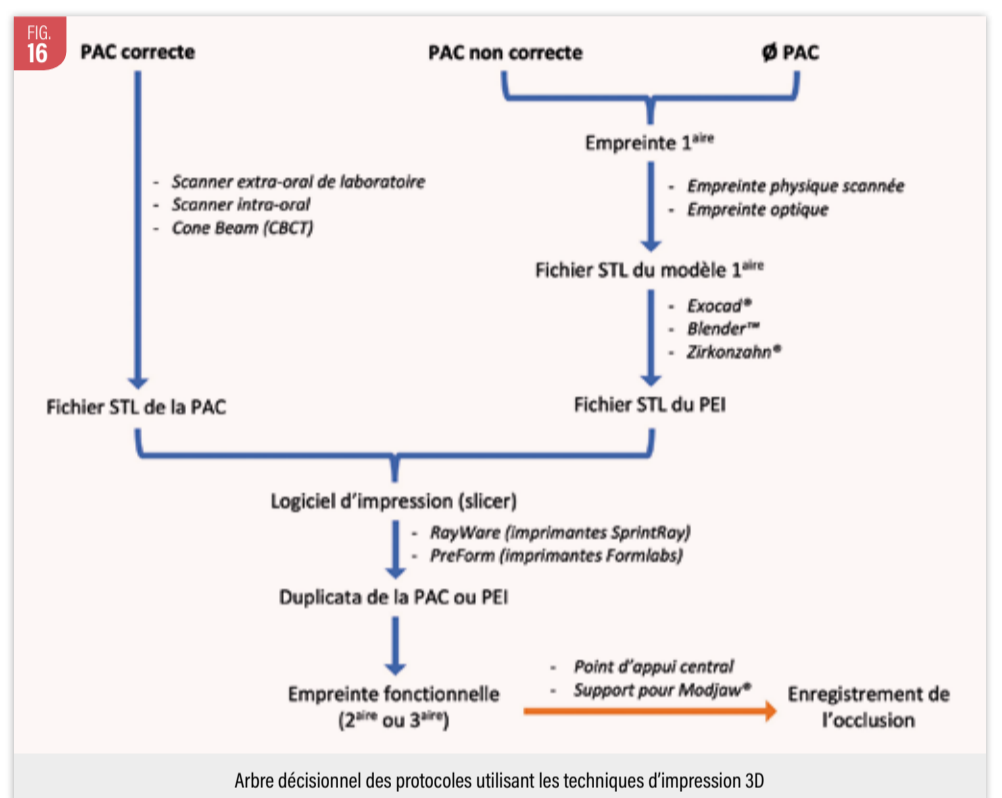 FIG.
16
PAC correcte
PAC non correcte
Ø PAC
Empreinte 1aire
- Scanner extra-oral de laboratoire
- Scanner intra-oral
- Cone Beam (CBCT)
- Empreinte physique scannée
- Empreinte optique
Fichier STL du modèle 1aire
- Exocad®
- Blender™
- Zirkonzahn®
Fichier STL de la PAC
Fichier STL du PEI
Logiciel d'impression (slicer)
- RayWare (imprimantes SprintRay)
- PreForm (imprimantes Formlabs)
Duplicata de la PAC ou PEI
- Point d'appui central
- Support pour Modjaw®
Empreinte fonctionnelle
(2aire ou 3aire)
Enregistrement de
l'occlusion
Arbre décisionnel des protocoles utilisant les techniques d'impression 3D